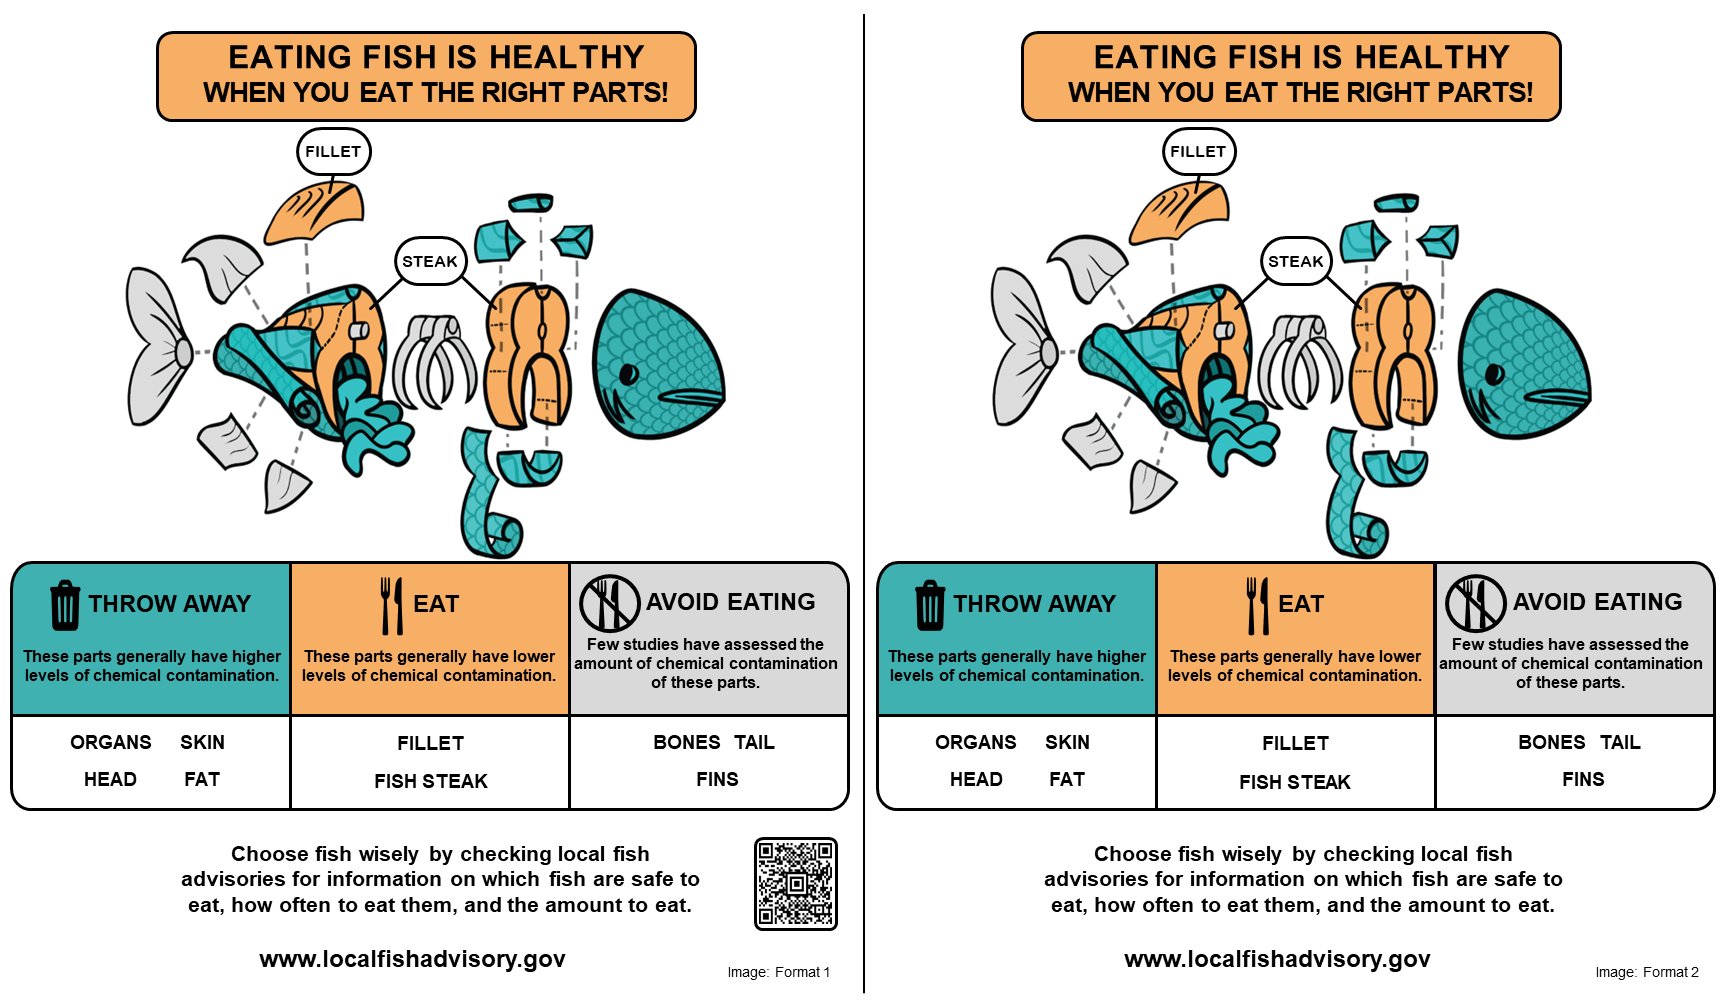 EATING FISH IS HEALTHY
WHEN YOU EAT THE RIGHT PARTS!
FILLET
STEAK
THROW AWAY
These parts generally have higher
levels of chemical contamination.
EAT
These parts generally have lower
levels of chemical contamination.
AVOID EATING
Few studies have assessed the
amount of chemical contamination
of these parts.
ORGANS SKIN
HEAD FAT
FILLET
FISH STEAK
BONES TAIL
FINS
Choose fish wisely by checking local fish
advisories for information on which fish are safe to
eat, how often to eat them, and the amount to eat.
www.localfishadvisory.gov
Image: Format 1
EATING FISH IS HEALTHY
WHEN YOU EAT THE RIGHT PARTS!
FILLET
STEAK
THROW AWAY
These parts generally have higher
levels of chemical contamination.
EAT
These parts generally have lower
levels of chemical contamination.
AVOID EATING
Few studies have assessed the
amount of chemical contamination
of these parts.
ORGANS SKIN
HEAD FAT
FILLET
FISH STEAK
BONES TAIL
FINS
Choose fish wisely by checking local fish
advisories for information on which fish are safe to
eat, how often to eat them, and the amount to eat.
www.localfishadvisory.gov
Image: Format 2